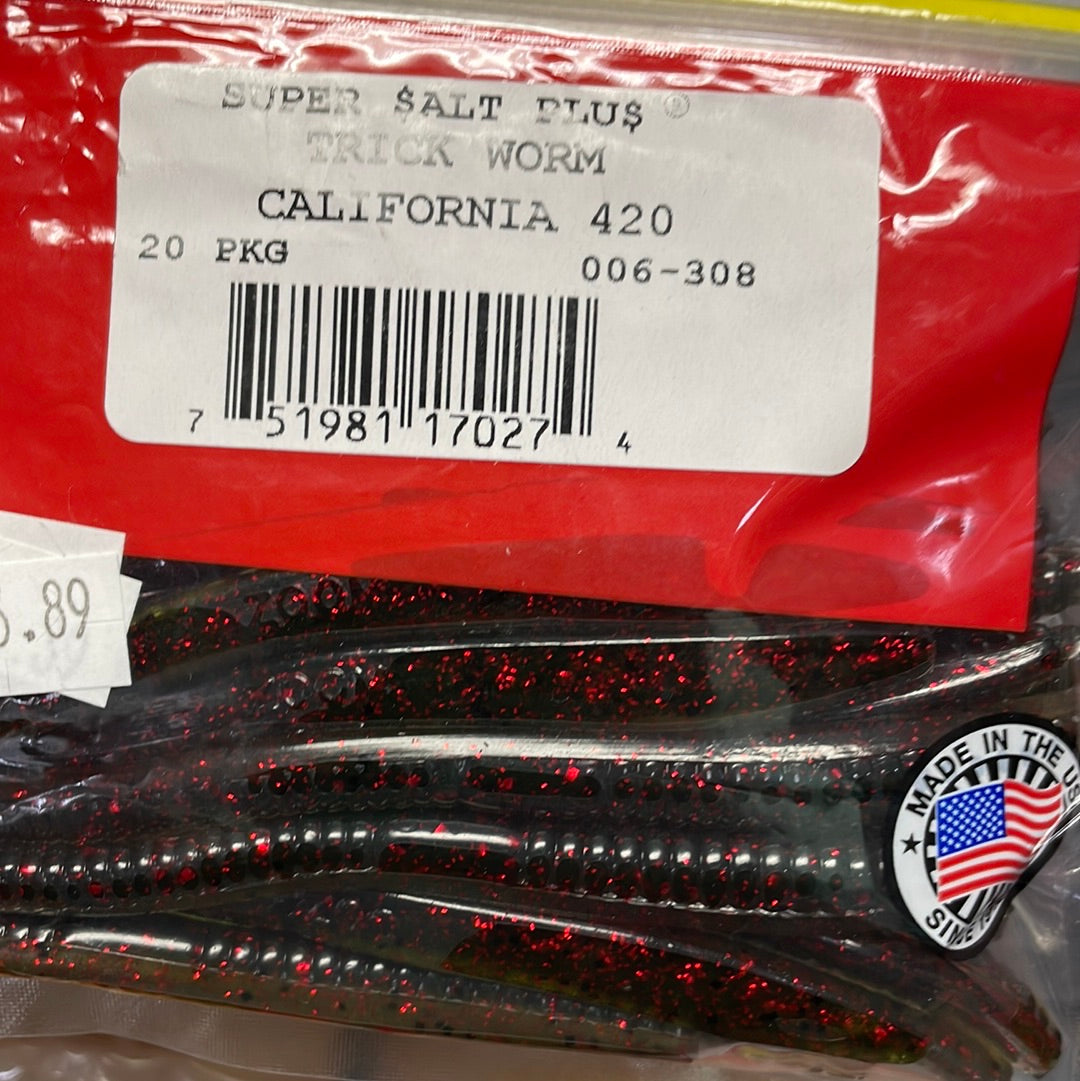 SUPER $ALT PLU$ ®
TRICK WORM
CALIFORNIA 420
20 PKG
006-308
7 51981 17027 4
.89
ZOOM
MADE IN THE US
SINCE